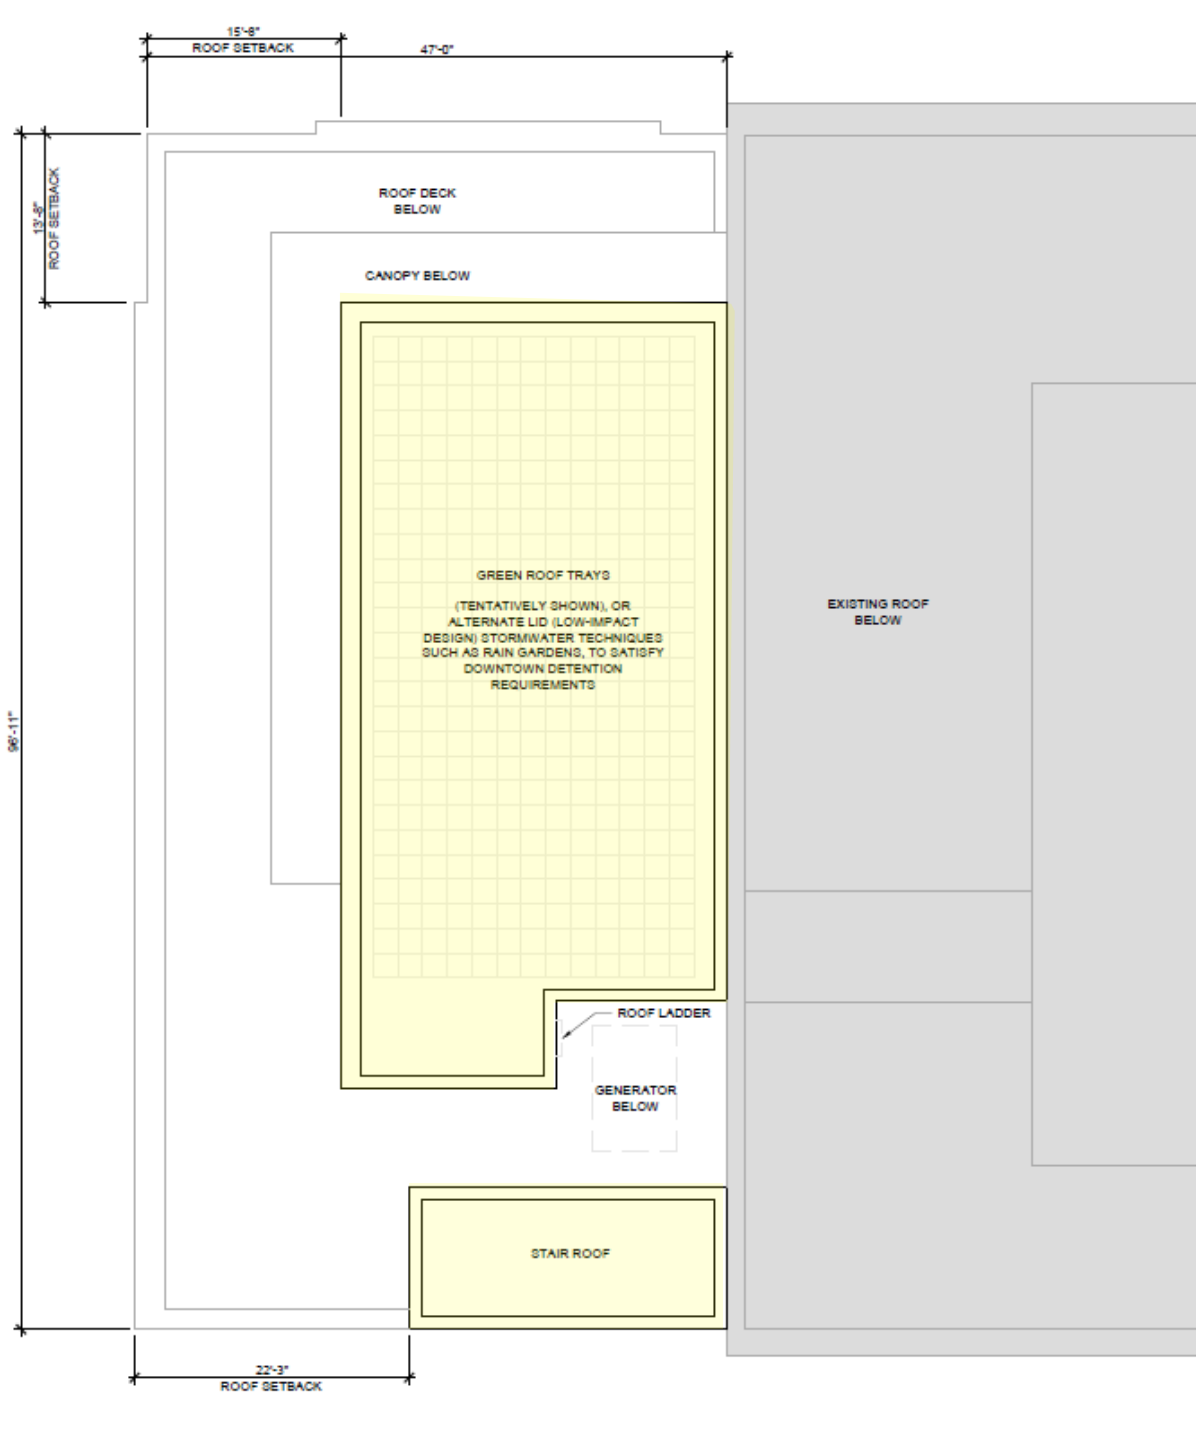 15'-8"
ROOF SETBACK
47'-0"
13'-8"
ROOF SETBACK
ROOF DECK
BELOW
CANOPY BELOW
GREEN ROOF TRAYS
(TENTATIVELY SHOWN), OR
ALTERNATE LID (LOW-IMPACT
DESIGN) STORMWATER TECHNIQUES
SUCH AS RAIN GARDENS, TO SATISFY
DOWNTOWN DETENTION
REQUIREMENTS
EXISTING ROOF
BELOW
96'-11"
ROOF LADDER
GENERATOR
BELOW
STAIR ROOF
22'-3"
ROOF SETBACK